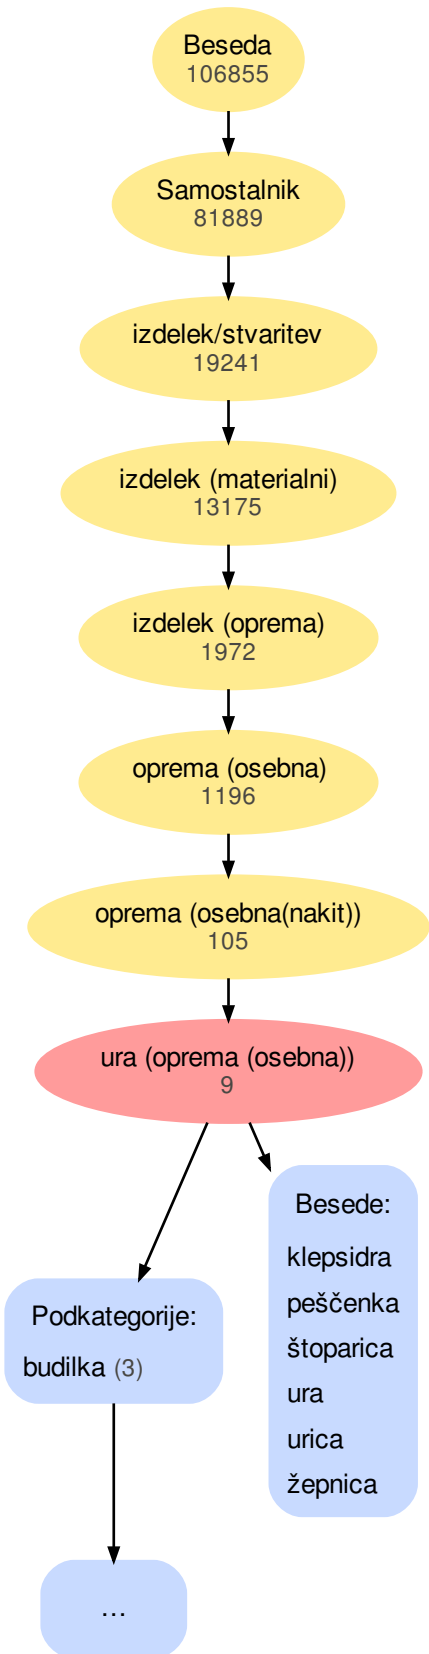 Beseda
106855
Samostalnik
81889
izdelek/stvaritev
19241
izdelek (materialni)
13175
izdelek (oprema)
1972
oprema (osebna)
1196
oprema (osebna(nakit))
105
ura (oprema (osebna))
9
Besede:
klepsidra
peščenka
štoparica
ura
urica
žepnica
Podkategorije:
budilka (3)
...